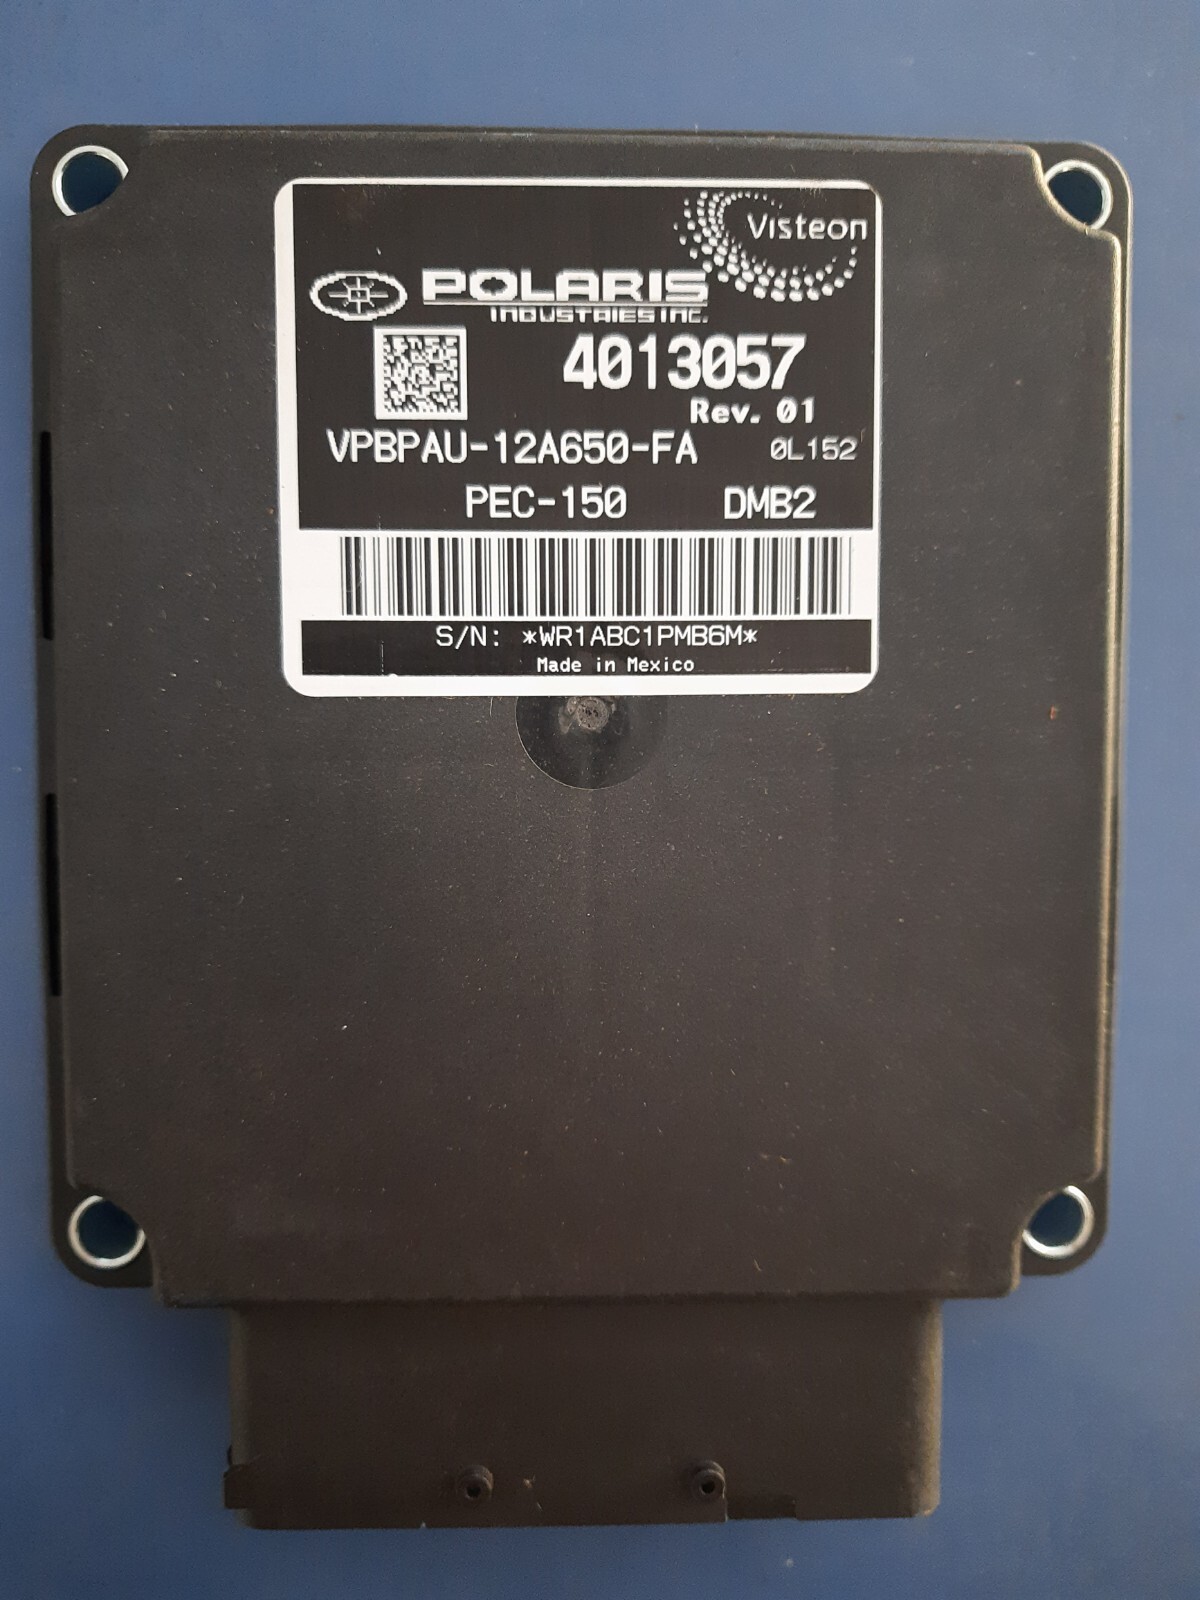 Visteon
POLARIS
INDUSTRIES INC.
4013057
Rev. 01
VPBPAU-12A650-FA 0L152
PEC-150 DMB2
S/N: *WR1ABC1PMB6M*
Made in Mexico